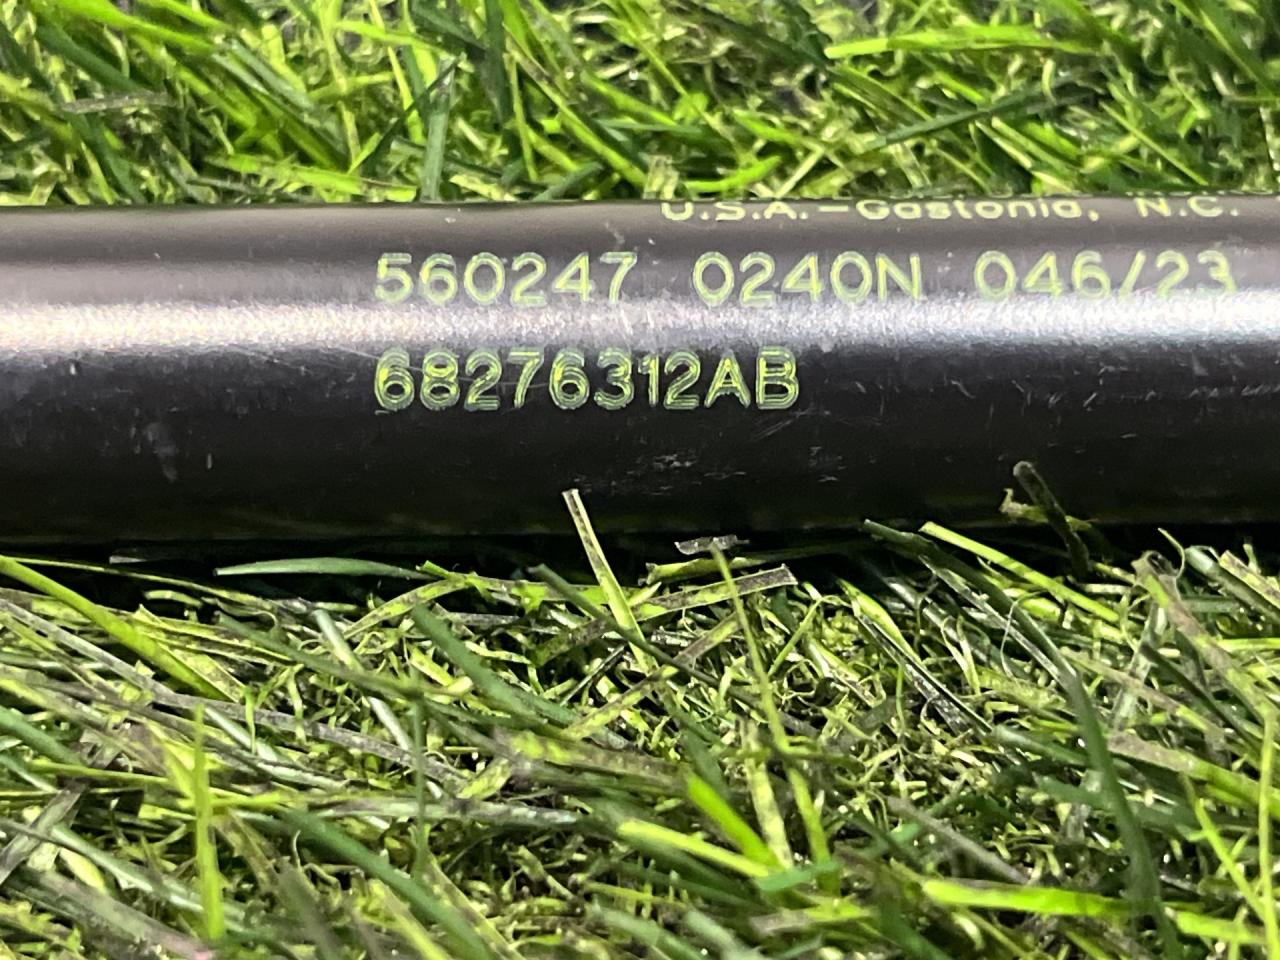 U.S.A.-Gastonia, N.C.
560247 0240N 046/23
68276312AB